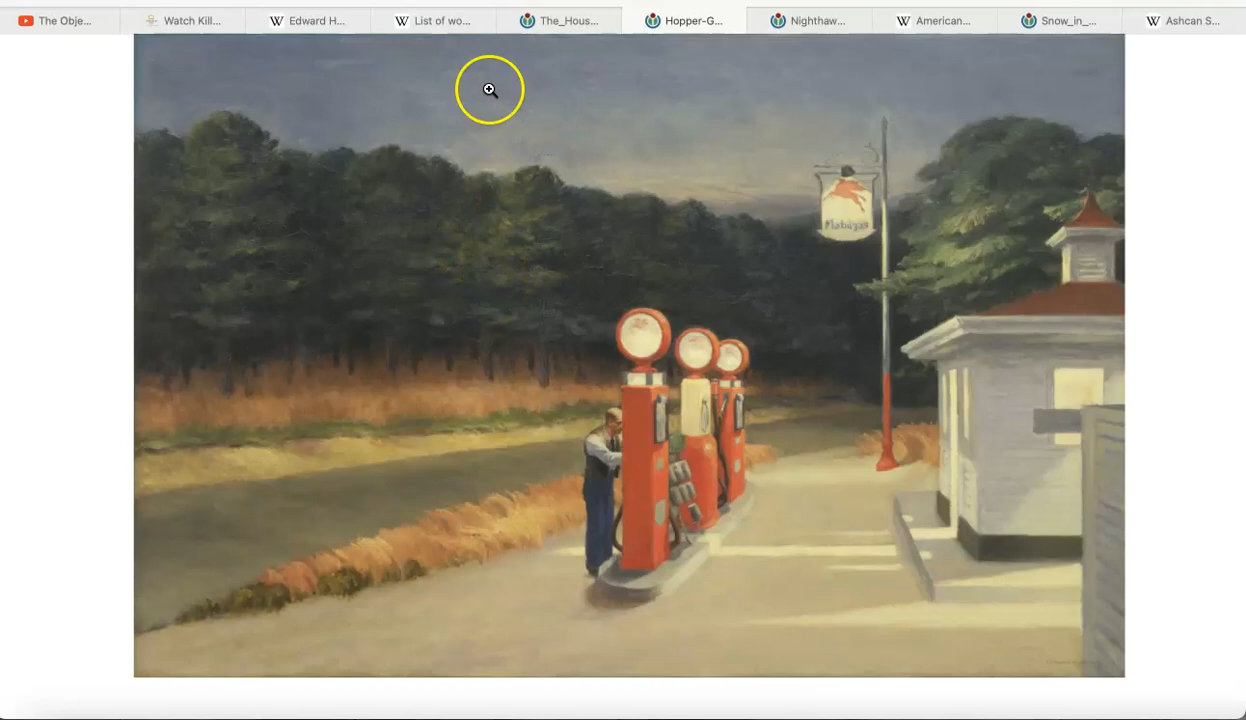 The Obje...
Watch Kill...
Edward H...
List of wo...
The_Hous...
Hopper-G...
Nighthaw...
American...
Snow_in_...
Ashcan S...
Mobilgas